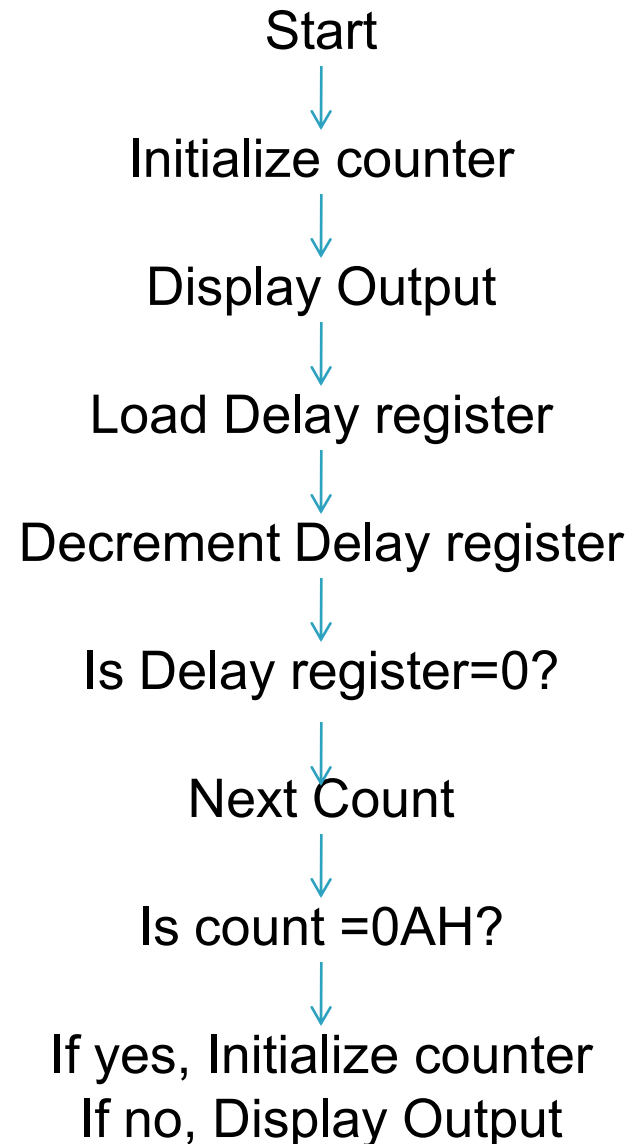 Start
Initialize counter
Display Output
Load Delay register
Decrement Delay register
Is Delay register=0?
Next Count
Is count =0AH?
If yes, Initialize counter
If no, Display Output